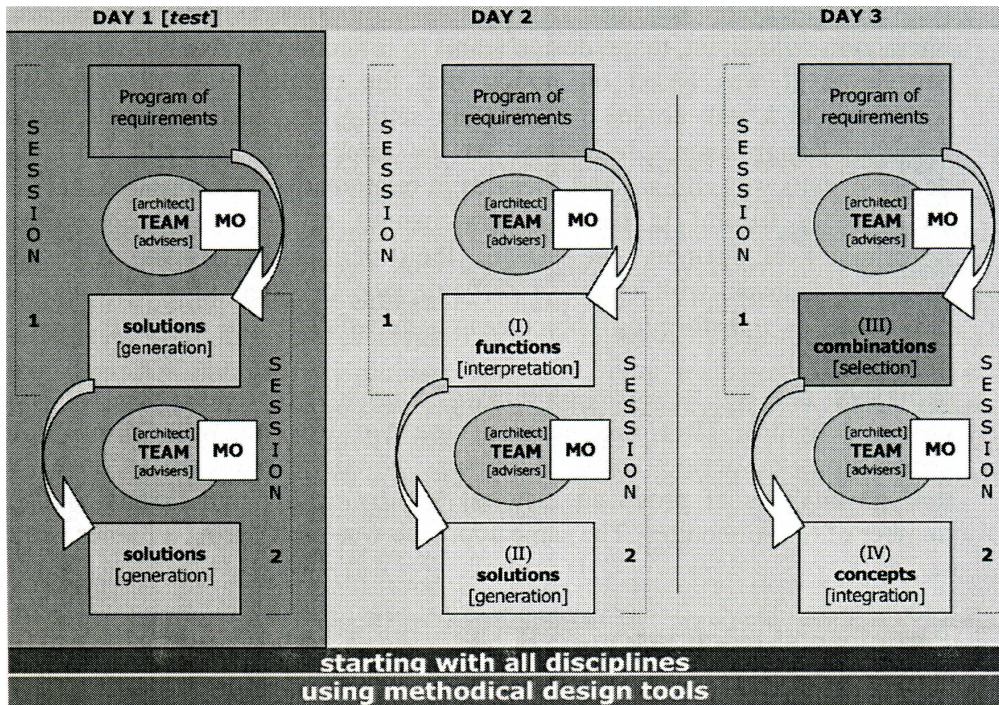 DAY 1 [test]
Program of
requirements
SESSION
1
[architect]
TEAM
[advisers]
MO
solutions
[generation]
SESSION
2
[architect]
TEAM
[advisers]
MO
solutions
[generation]
DAY 2
Program of
requirements
SESSION
1
[architect]
TEAM
[advisers]
MO
(I)
functions
[interpretation]
SESSION
2
[architect]
TEAM
[advisers]
MO
(II)
solutions
[generation]
DAY 3
Program of
requirements
SESSION
1
[architect]
TEAM
[advisers]
MO
(III)
combinations
[selection]
SESSION
2
[architect]
TEAM
[advisers]
MO
(IV)
concepts
[integration]
starting with all disciplines
using methodical design tools